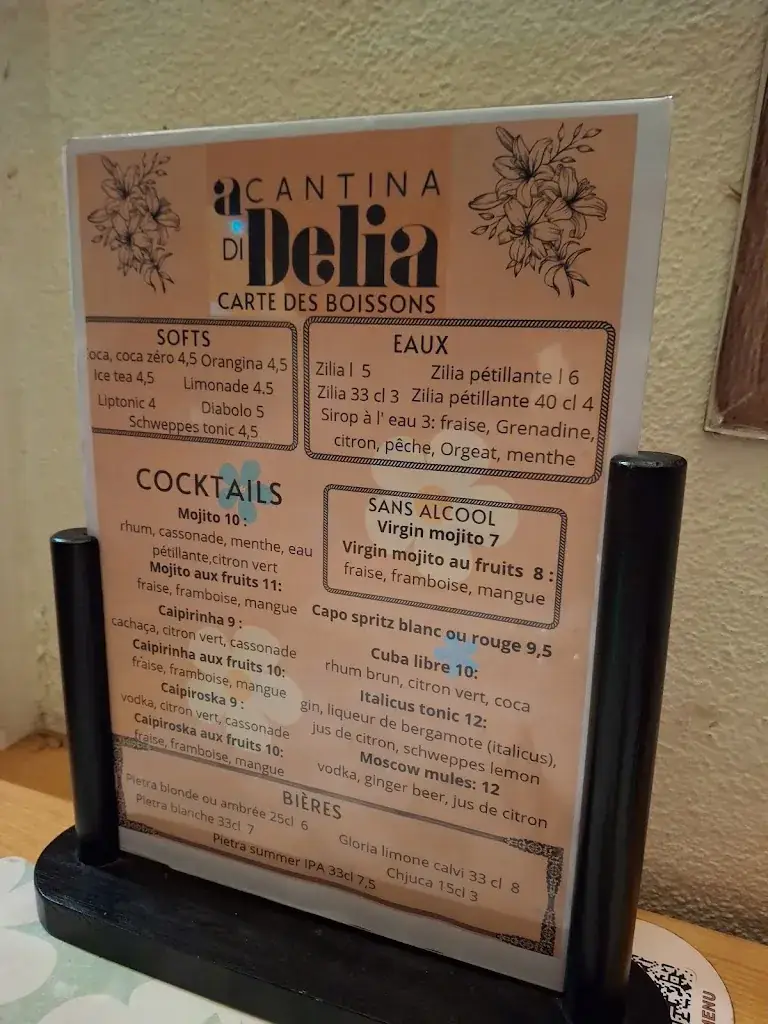 a CANTINA
DI Delia
CARTE DES BOISSONS
SOFTS
oca, coca zéro 4,5 Orangina 4,5
Ice tea 4,5 Limonade 4.5
Liptonic 4 Diabolo 5
Schweppes tonic 4,5
EAUX
Zilia l 5 Zilia pétillante l 6
Zilia 33 cl 3 Zilia pétillante 40 cl 4
Sirop à l' eau 3: fraise, Grenadine,
citron, pêche, Orgeat, menthe
COCKTAILS
Mojito 10 :
rhum, cassonade, menthe, eau
pétillante,citron vert
Mojito aux fruits 11:
fraise, framboise, mangue
Caipirinha 9 :
cachaça, citron vert, cassonade
Caipirinha aux fruits 10:
fraise, framboise, mangue
Caipiroska 9 :
vodka, citron vert, cassonade
Caipiroska aux fruits 10:
fraise, framboise, mangue
SANS ALCOOL
Virgin mojito 7
Virgin mojito au fruits 8 :
fraise, framboise, mangue
Capo spritz blanc ou rouge 9,5
Cuba libre 10:
rhum brun, citron vert, coca
Italicus tonic 12:
gin, liqueur de bergamote (italicus),
jus de citron, schweppes lemon
Moscow mules: 12
vodka, ginger beer, jus de citron
BIÈRES
Pietra blonde ou ambrée 25cl 6
Pietra blanche 33cl 7
Pietra summer IPA 33cl 7,5
Gloria limone calvi 33 cl 8
Chjuca 15cl 3
MENU